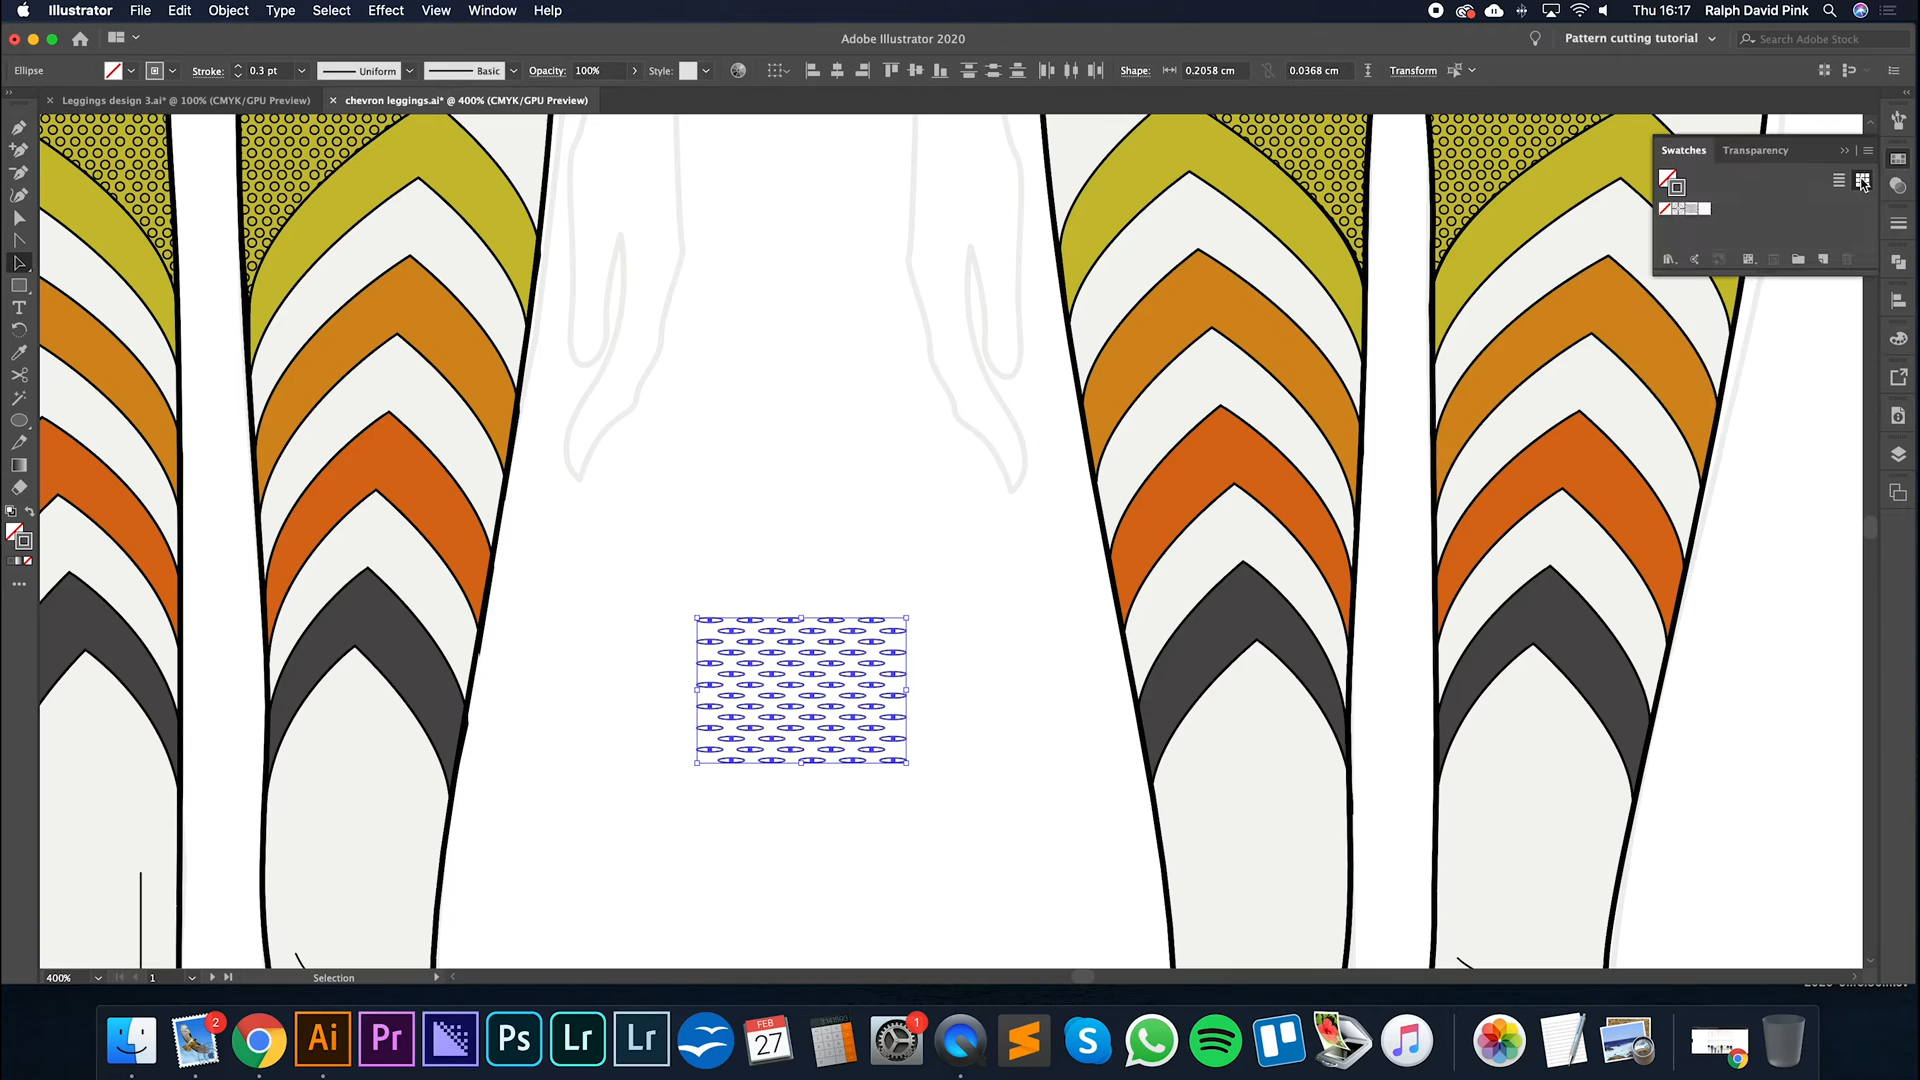 Illustrator File Edit Object Type Select Effect View Window Help Thu 16:17 Ralph David Pink
Adobe Illustrator 2020 Pattern cutting tutorial Search Adobe Stock
Ellipse Stroke: 0.3 pt Uniform Basic Opacity: 100% Style: Shape: 0.2058 cm 0.0368 cm Transform
Leggings design 3.ai* @ 100% (CMYK/GPU Preview) chevron leggings.ai* @ 400% (CMYK/GPU Preview)
Swatches Transparency
400% 1 Selection
2
Ai Pr Ps Lr Lr
FEB
27
1